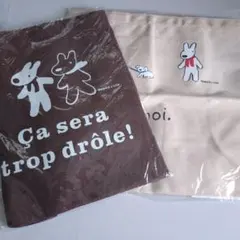 Ça sera
trop drôle!
moi.